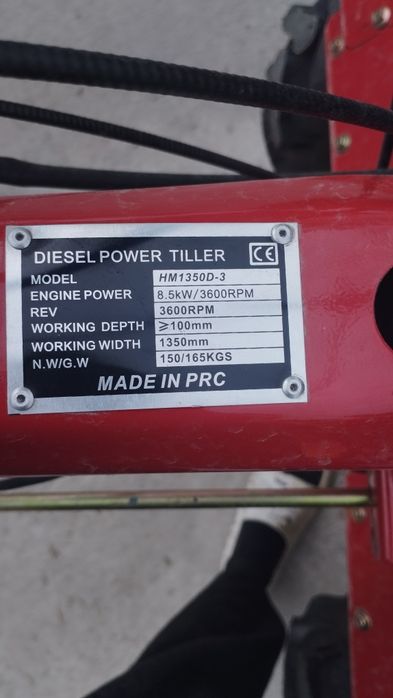 DIESEL POWER TILLER CE
MODEL HM1350D-3
ENGINE POWER 8.5kW/3600RPM
REV 3600RPM
WORKING DEPTH ≥100mm
WORKING WIDTH 1350mm
N.W/G.W 150/165KGS
MADE IN PRC